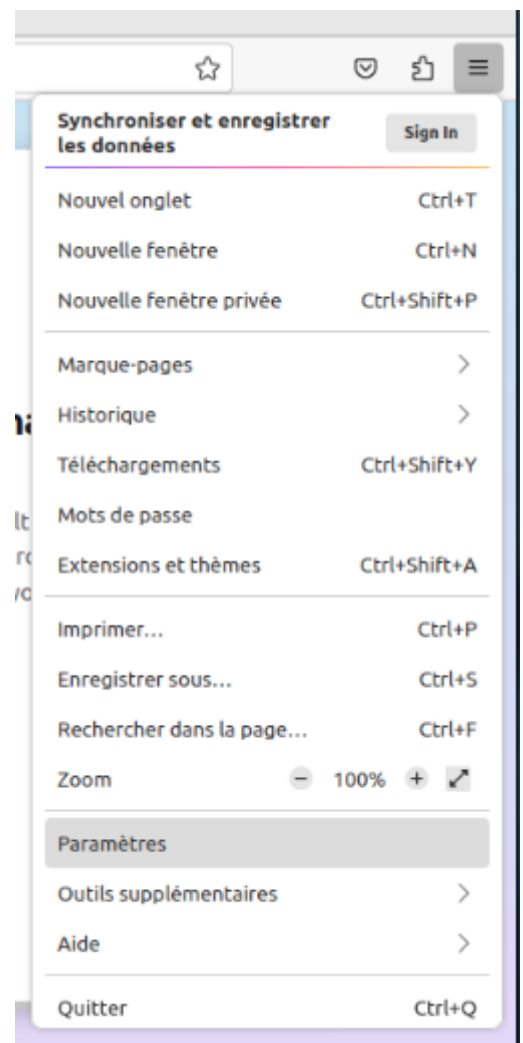 Synchroniser et enregistrer
les données
Sign In
Nouvel onglet Ctrl+T
Nouvelle fenêtre Ctrl+N
Nouvelle fenêtre privée Ctrl+Shift+P
Marque-pages
Historique
Téléchargements Ctrl+Shift+Y
Mots de passe
Extensions et thèmes Ctrl+Shift+A
Imprimer… Ctrl+P
Enregistrer sous… Ctrl+S
Rechercher dans la page… Ctrl+F
Zoom − 100% +
Paramètres
Outils supplémentaires
Aide
Quitter Ctrl+Q